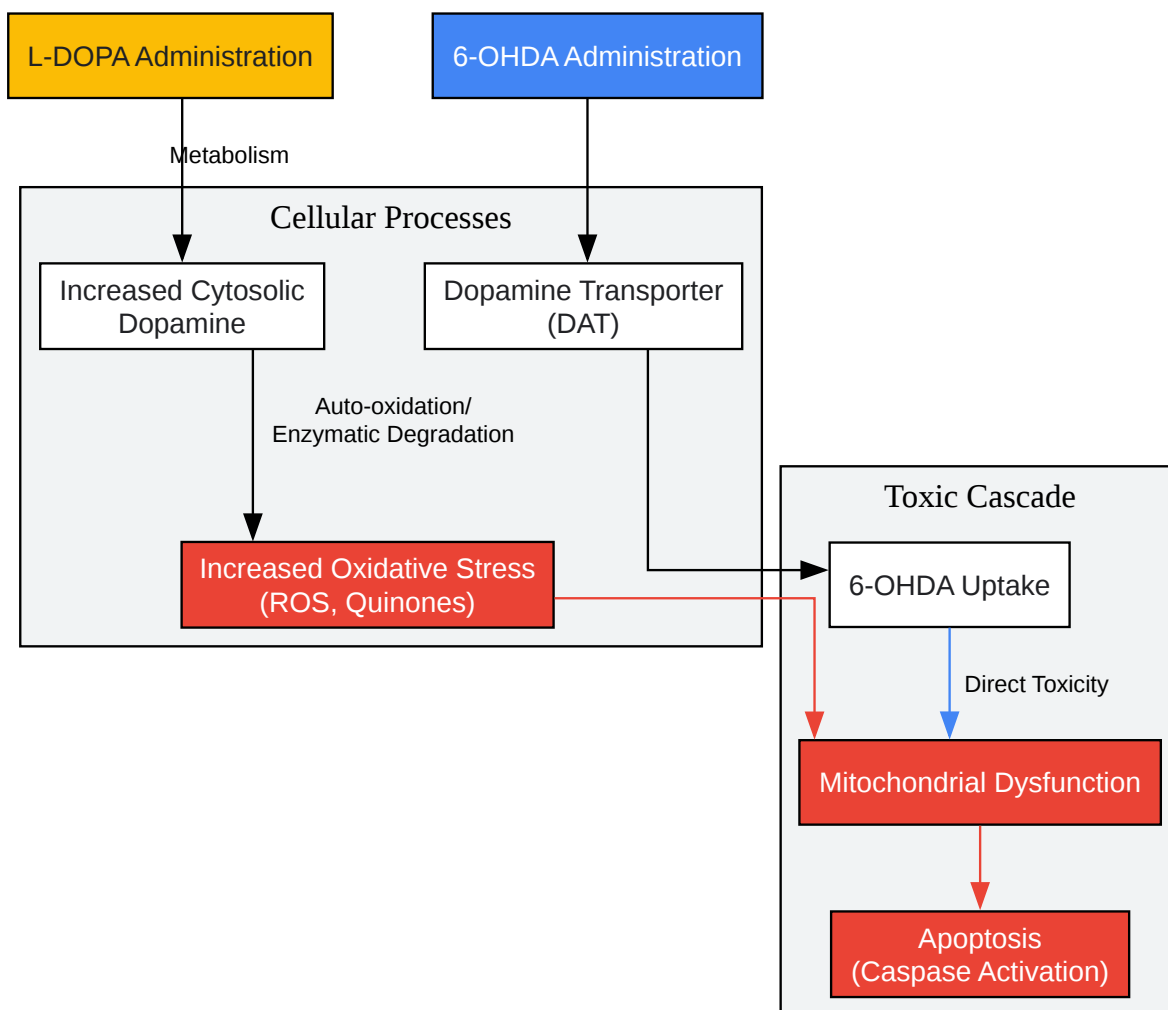 L-DOPA Administration
6-OHDA Administration
Metabolism
Cellular Processes
Increased Cytosolic
Dopamine
Dopamine Transporter
(DAT)
Auto-oxidation/
Enzymatic Degradation
Toxic Cascade
Increased Oxidative Stress
(ROS, Quinones)
6-OHDA Uptake
Direct Toxicity
Mitochondrial Dysfunction
Apoptosis
(Caspase Activation)